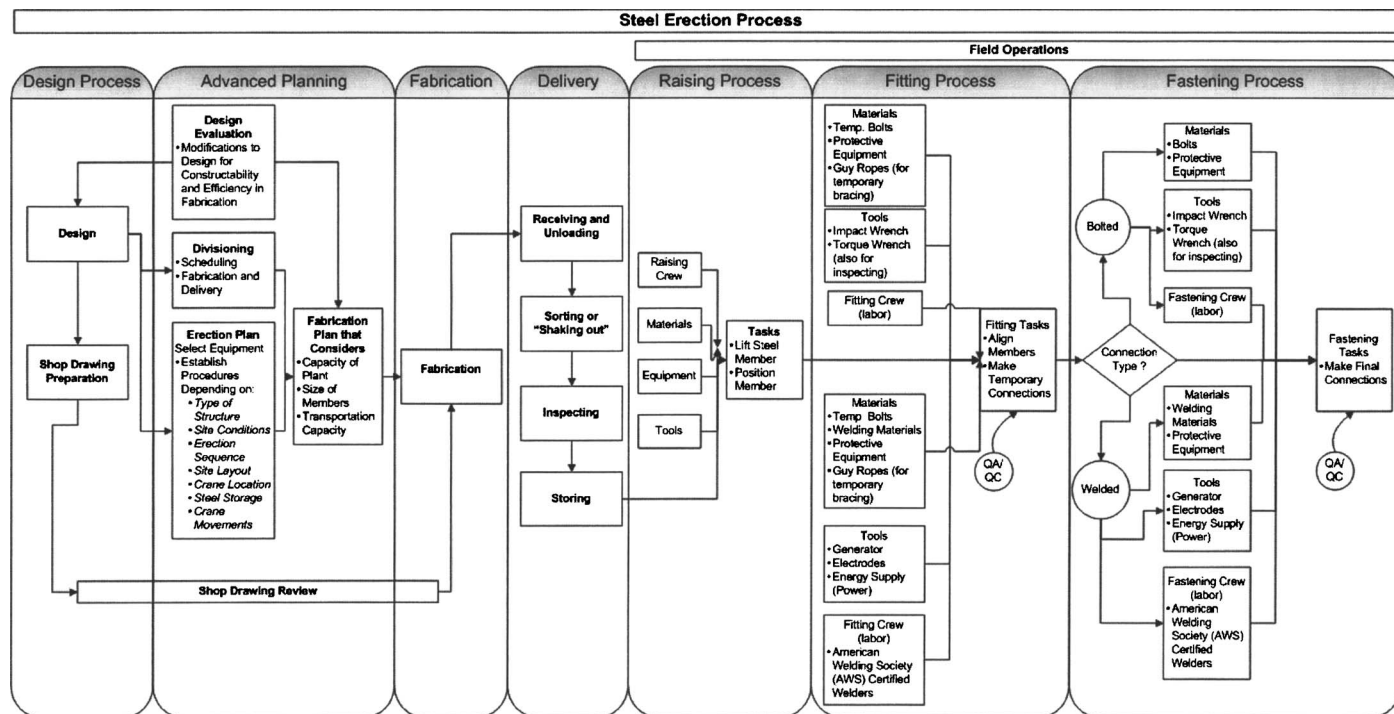 Steel Erection Process
Field Operations
Design Process
Advanced Planning
Fabrication
Delivery
Raising Process
Fitting Process
Fastening Process
Design
Shop Drawing
Preparation
Design
Evaluation
• Modifications to
Design for
Constructability
and Efficiency in
Fabrication
Divisioning
• Scheduling
• Fabrication and
Delivery
Erection Plan
Select Equipment
• Establish
Procedures
Depending on:
• Type of
Structure
• Site Conditions
• Erection
Sequence
• Site Layout
• Crane Location
• Steel Storage
• Crane
Movements
Fabrication
Plan that
Considers
• Capacity of
Plant
• Size of
Members
• Transportation
Capacity
Shop Drawing Review
Fabrication
Receiving and
Unloading
Sorting or
"Shaking out"
Inspecting
Storing
Raising
Crew
Materials
Equipment
Tools
Tasks
• Lift Steel
Member
• Position
Member
Materials
• Temp. Bolts
• Protective
Equipment
• Guy Ropes (for
temporary
bracing)
Tools
• Impact Wrench
• Torque Wrench
(also for
inspecting)
Fitting Crew
(labor)
Materials
• Temp Bolts
• Welding Materials
• Protective
Equipment
• Guy Ropes (for
temporary
bracing)
Tools
• Generator
• Electrodes
• Energy Supply
(Power)
Fitting Crew
(labor)
• American
Welding Society
(AWS) Certified
Welders
Fitting Tasks
• Align
Members
• Make
Temporary
Connections
QA/
QC
Connection
Type ?
Bolted
Welded
Materials
• Bolts
• Protective
Equipment
Tools
• Impact Wrench
• Torque
Wrench (also
for inspecting)
Fastening Crew
(labor)
Materials
• Welding
Materials
• Protective
Equipment
Tools
• Generator
• Electrodes
• Energy Supply
(Power)
Fastening Crew
(labor)
• American
Welding
Society (AWS)
Certified
Welders
Fastening
Tasks
• Make Final
Connections
QA/
QC